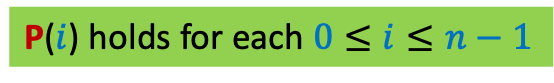 P(i) holds for each 0 ≤ i ≤ n − 1